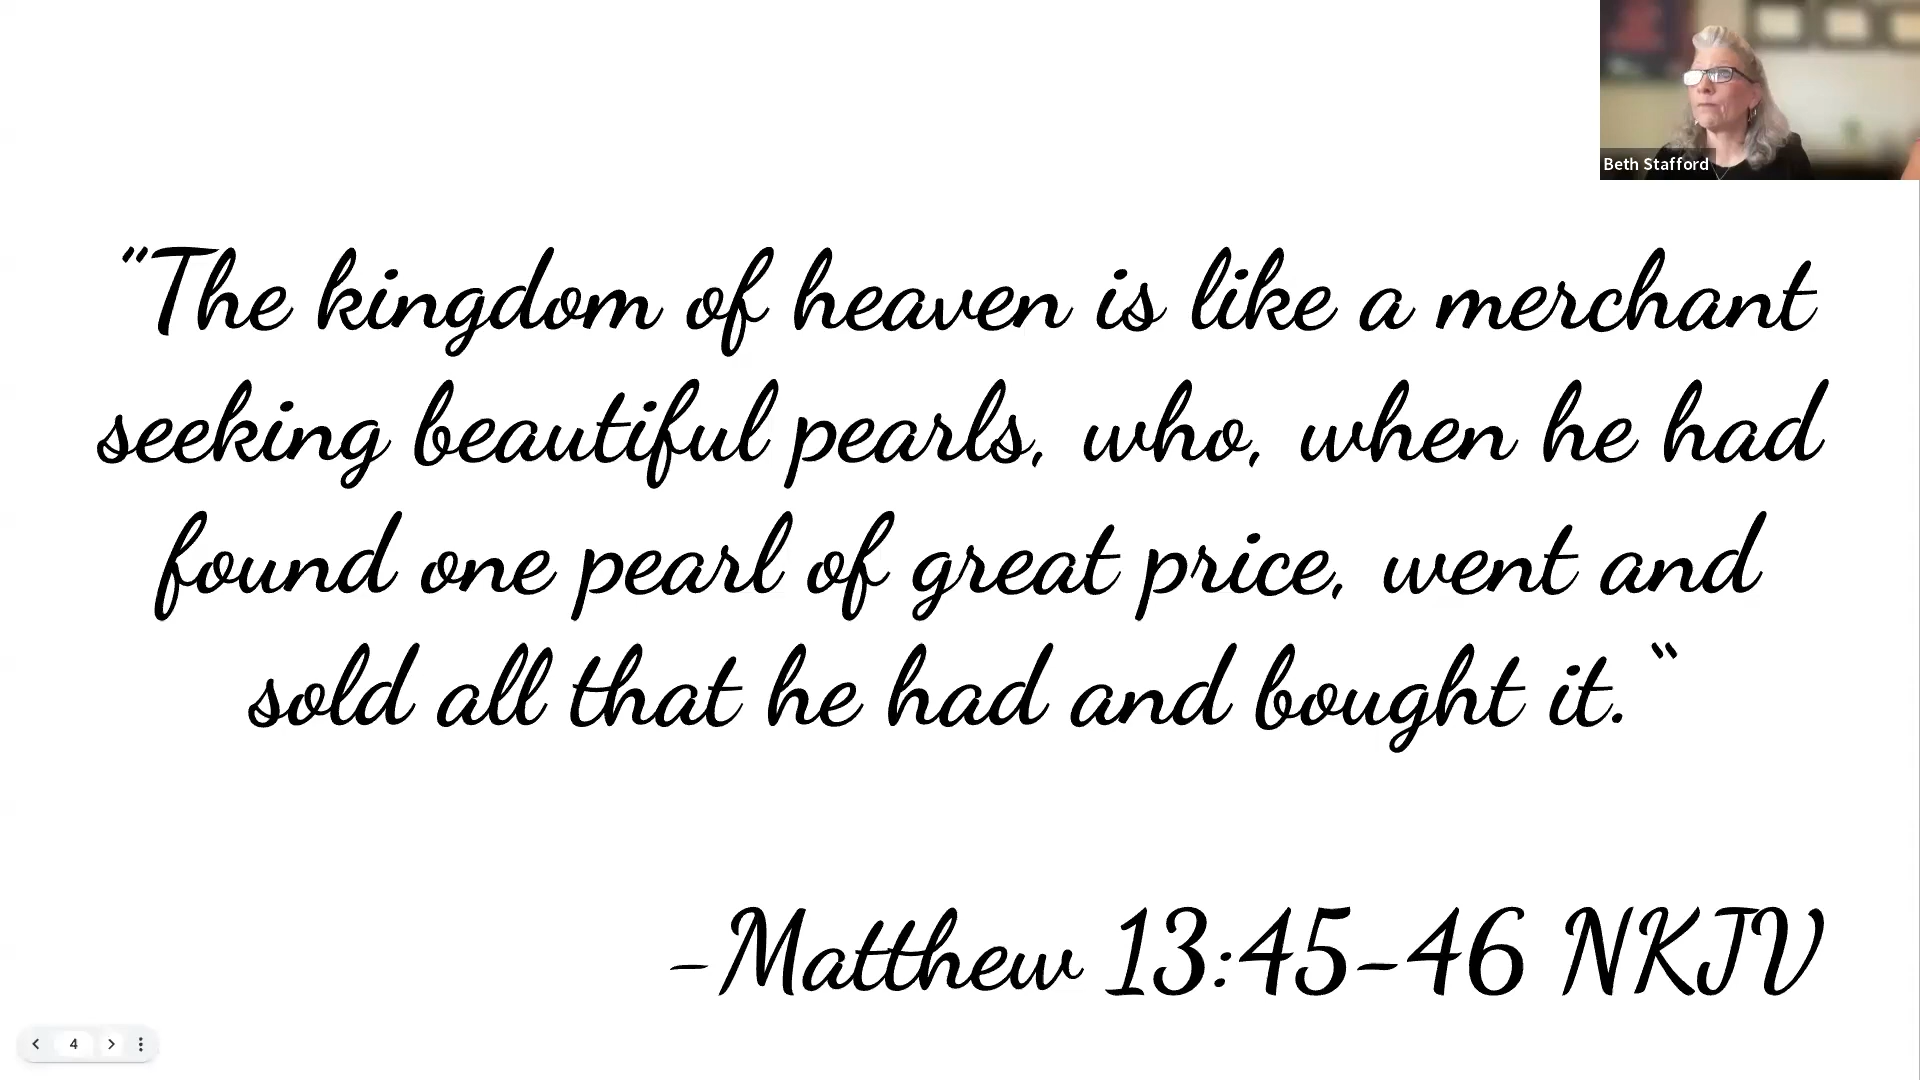 Beth Stafford
"The kingdom of heaven is like a merchant
seeking beautiful pearls, who, when he had
found one pearl of great price, went and
sold all that he had and bought it."
-Matthew 13:45-46 NKJV
4